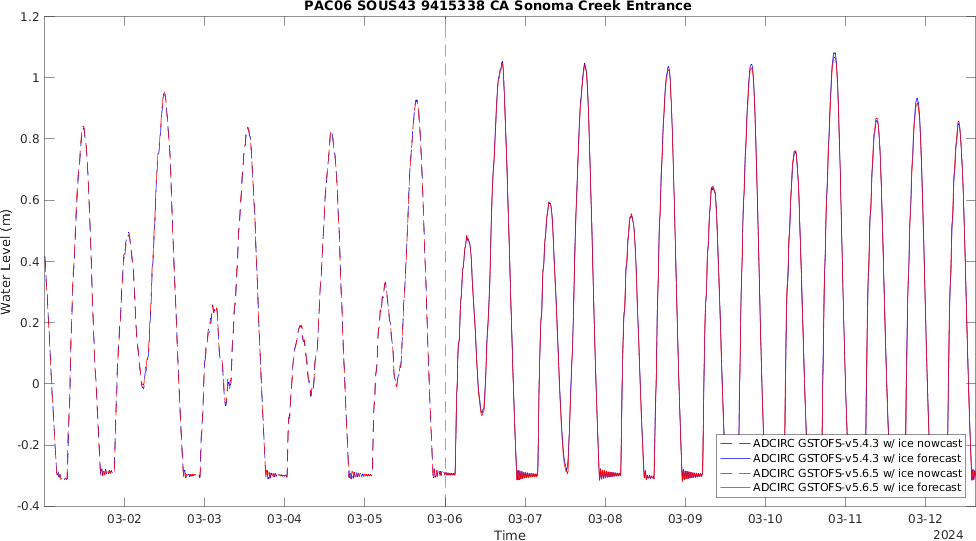 PAC06 SOUS43 9415338 CA Sonoma Creek Entrance
1.2
1
0.8
0.6
0.4
0.2
0
-0.2
-0.4
Water Level (m)
03-02 03-03 03-04 03-05 03-06 03-07 03-08 03-09 03-10 03-11 03-12
Time
2024
ADCIRC GSTOFS-v5.4.3 w/ ice nowcast
ADCIRC GSTOFS-v5.4.3 w/ ice forecast
ADCIRC GSTOFS-v5.6.5 w/ ice nowcast
ADCIRC GSTOFS-v5.6.5 w/ ice forecast